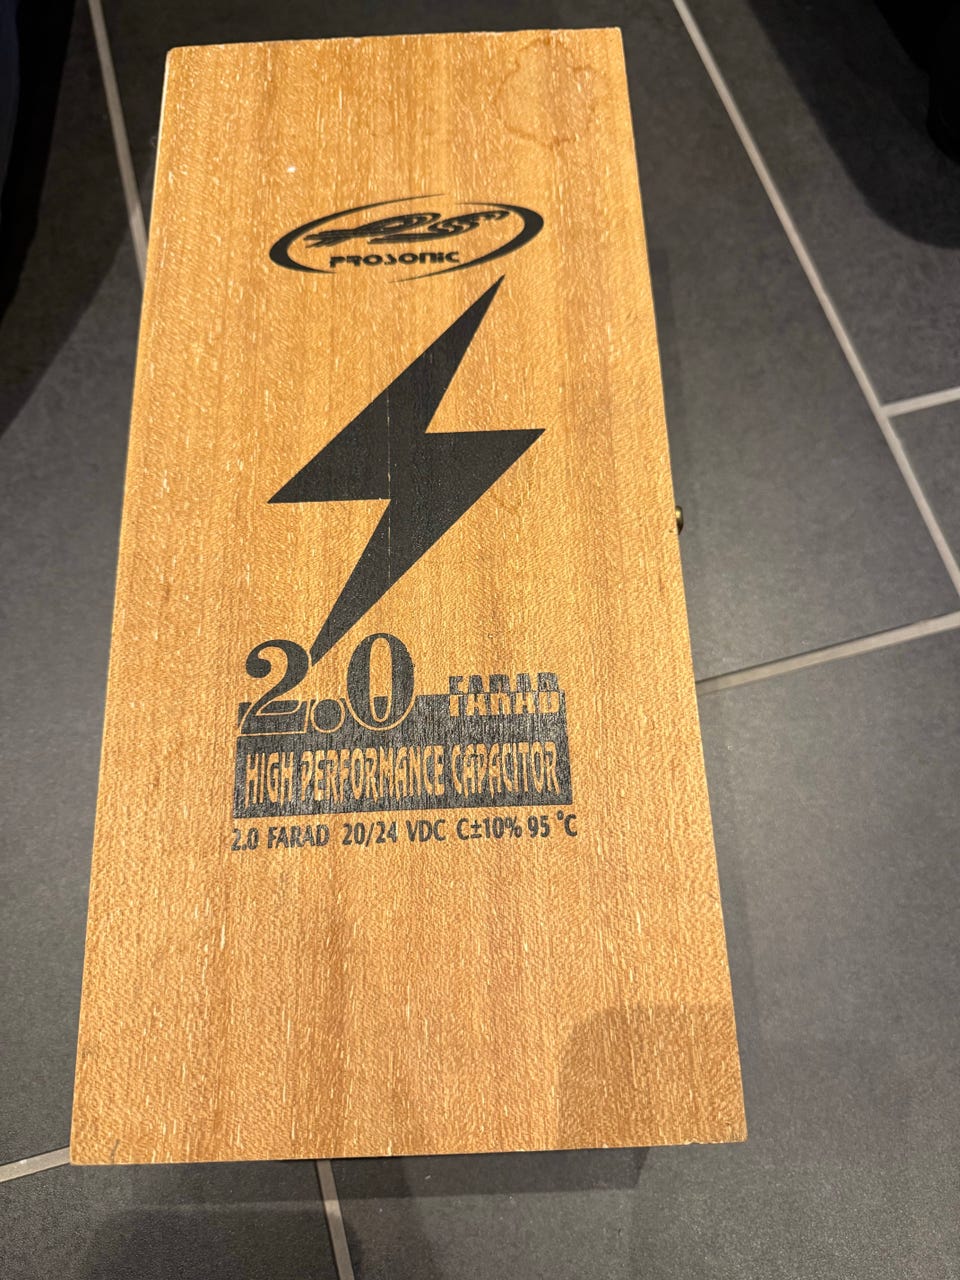 PROSONIC
2.0 FARAD
HIGH PERFORMANCE CAPACITOR
2.0 FARAD 20/24 VDC C±10% 95 °C